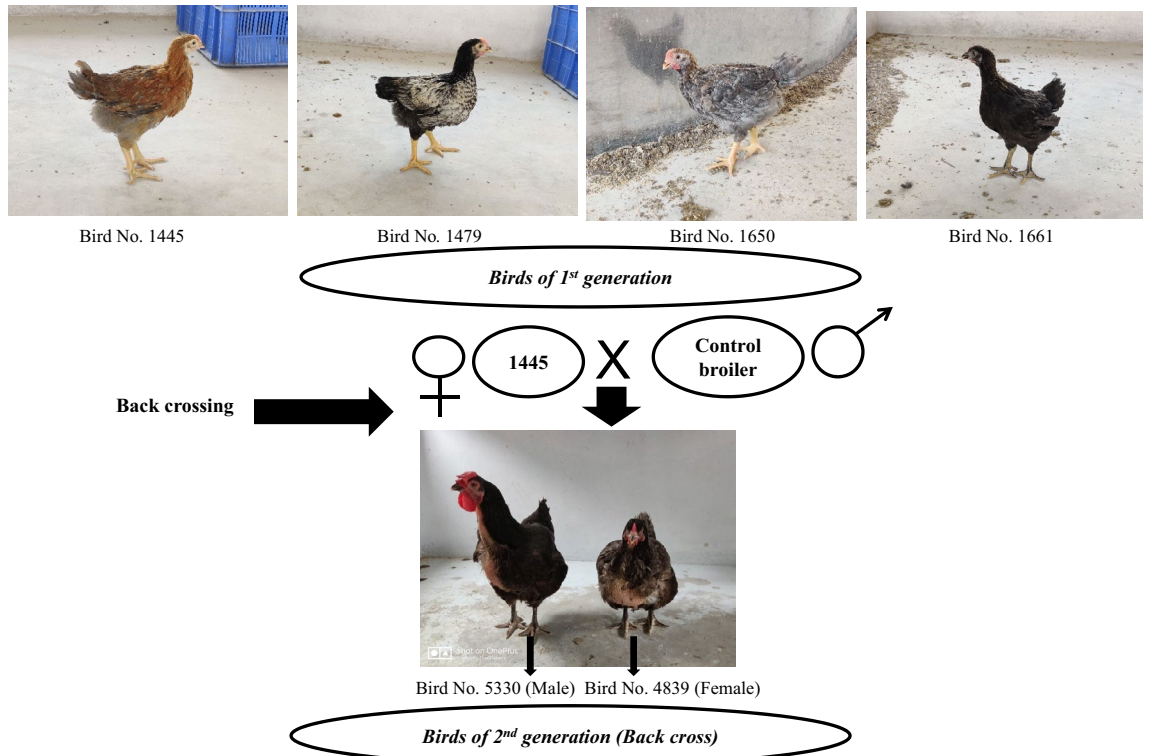 Bird No. 1445
Bird No. 1479
Bird No. 1650
Bird No. 1661
Birds of 1st generation
1445
X
Control
broiler
Back crossing
Shot on OnePlus
Bird No. 5330 (Male)
Bird No. 4839 (Female)
Birds of 2nd generation (Back cross)